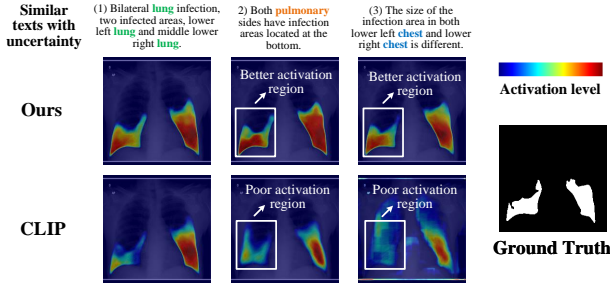 Similar
texts with
uncertainty
(1) Bilateral lung infection,
two infected areas, lower
left lung and middle lower
right lung.
2) Both pulmonary
sides have infection
areas located at the
bottom.
(3) The size of the
infection area in both
lower left chest and lower
right chest is different.
Ours
Better activation
region
Better activation
region
Activation level
CLIP
Poor activation
region
Poor activation
region
Ground Truth